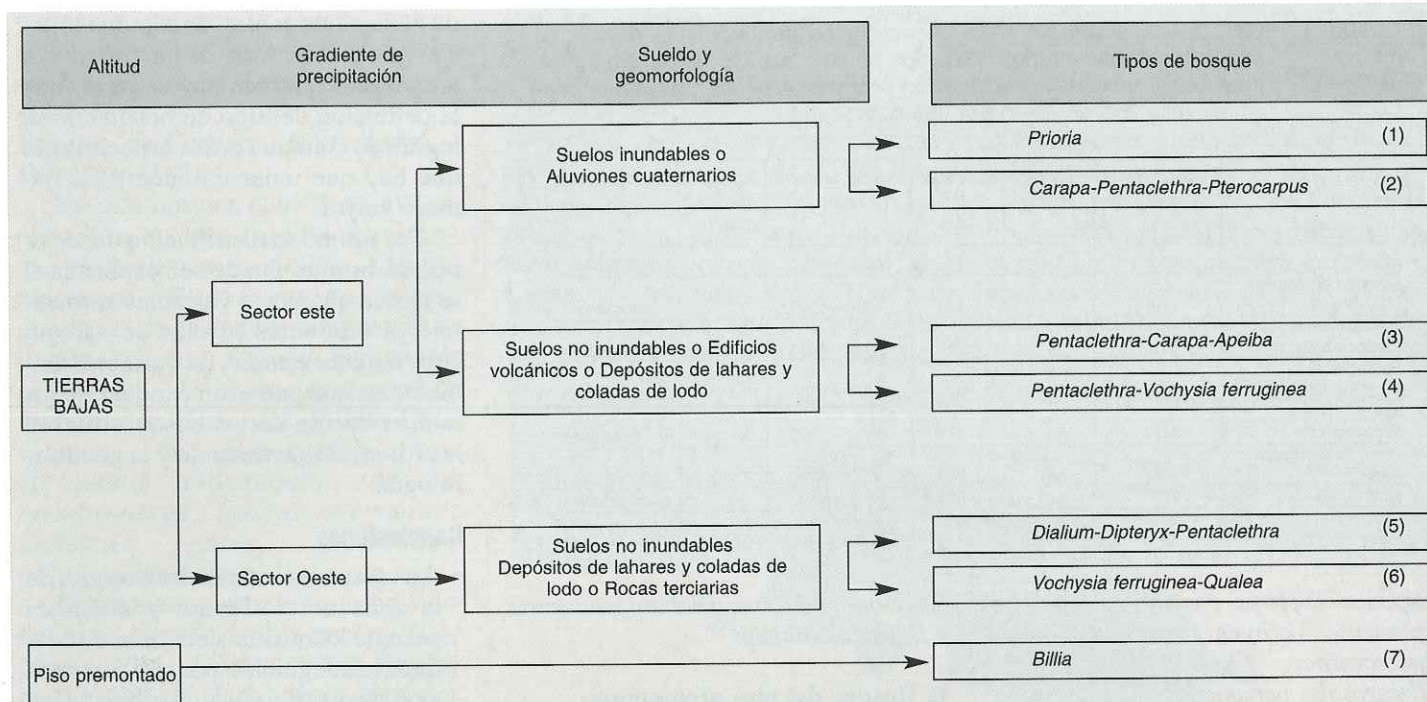 Altitud
Gradiente de
precipitación
Sueldo y
geomorfología
Tipos de bosque
Suelos inundables o
Aluviones cuaternarios
Prioria (1)
Carapa-Pentaclethra-Pterocarpus (2)
Sector este
TIERRAS
BAJAS
Suelos no inundables o Edificios
volcánicos o Depósitos de lahares y
coladas de lodo
Pentaclethra-Carapa-Apeiba (3)
Pentaclethra-Vochysia ferruginea (4)
Sector Oeste
Suelos no inundables
Depósitos de lahares y coladas de
lodo o Rocas terciarias
Dialium-Dipteryx-Pentaclethra (5)
Vochysia ferruginea-Qualea (6)
Piso premontado
Billia (7)